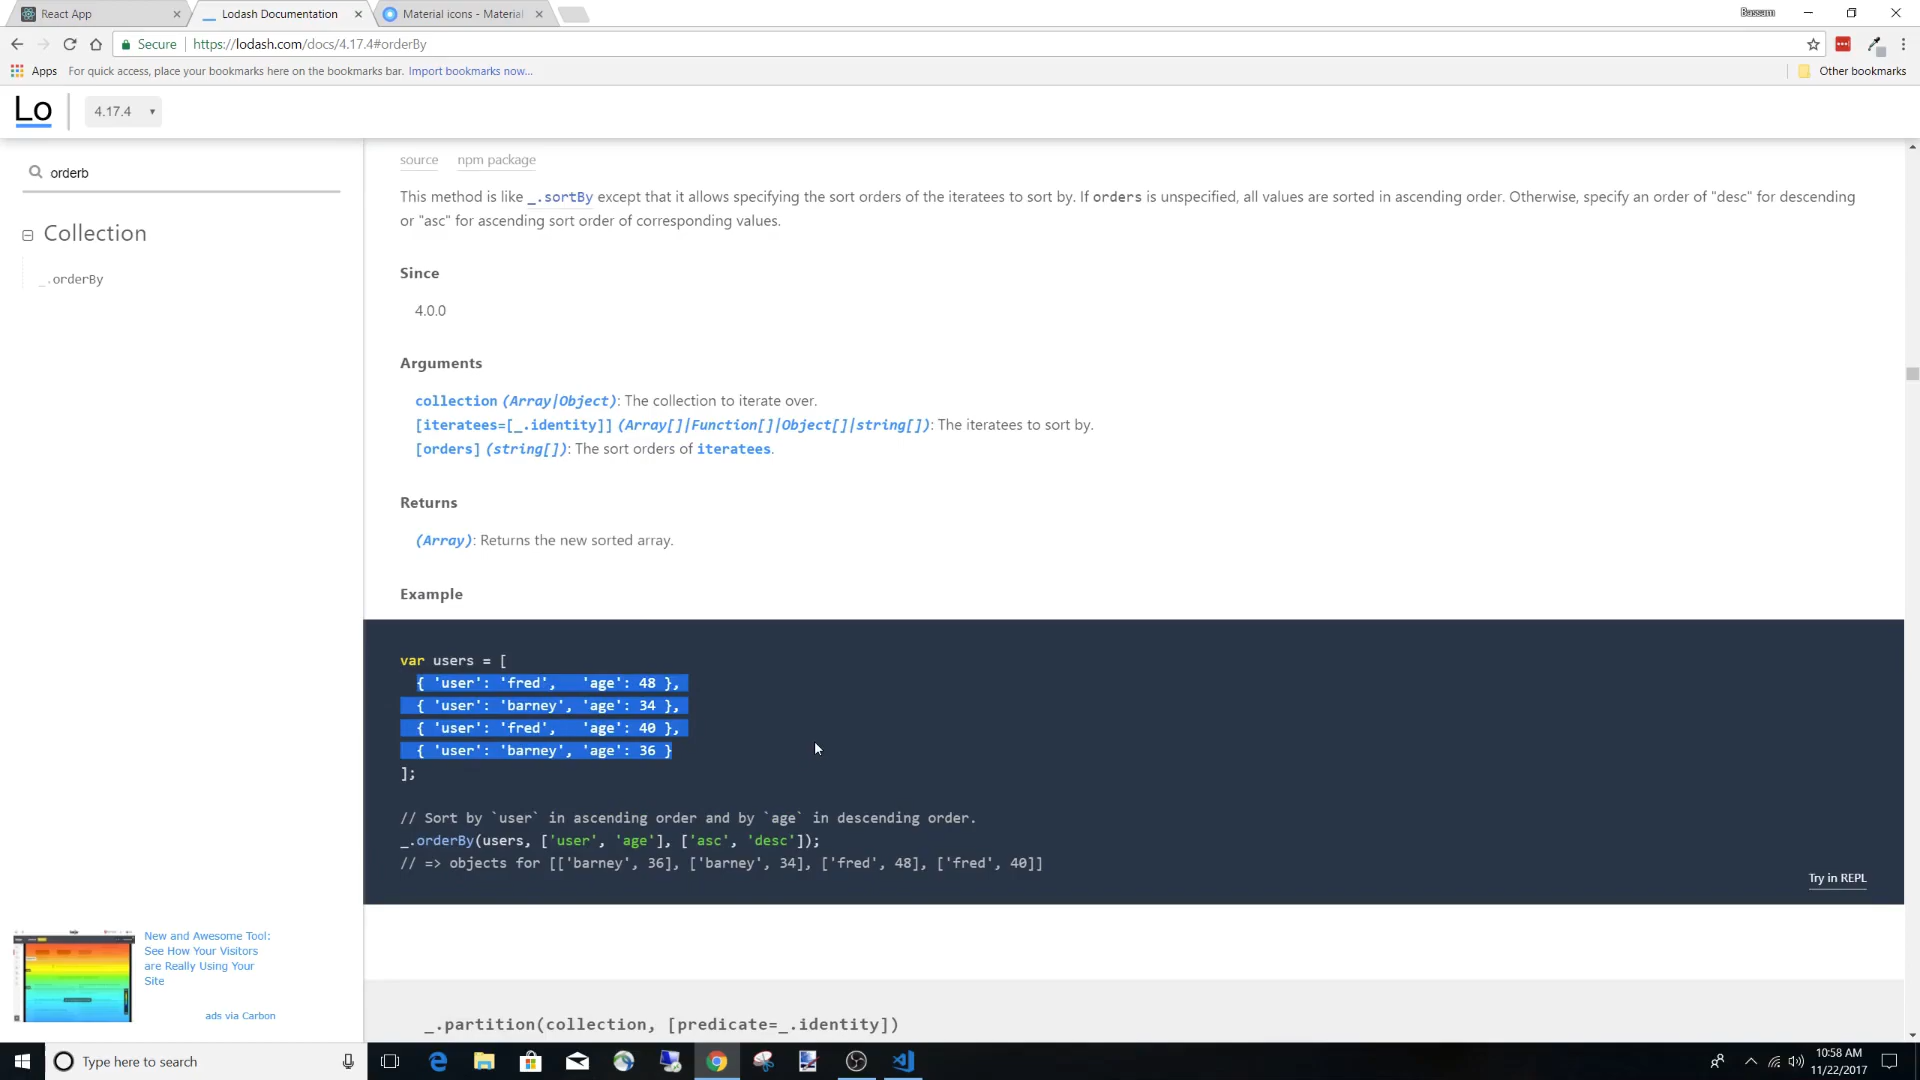 React App
Lodash Documentation
Material icons - Material
Bassam
Secure
https://lodash.com/docs/4.17.4#orderBy
Apps
For quick access, place your bookmarks here on the bookmarks bar. Import bookmarks now...
Other bookmarks
Lo
4.17.4
orderb
Collection
_.orderBy
source npm package
This method is like _.sortBy except that it allows specifying the sort orders of the iteratees to sort by. If orders is unspecified, all values are sorted in ascending order. Otherwise, specify an order of "desc" for descending
or "asc" for ascending sort order of corresponding values.
Since
4.0.0
Arguments
collection (Array|Object): The collection to iterate over.
[iteratees=[_.identity]] (Array[]|Function[]|Object[]|string[]): The iteratees to sort by.
[orders] (string[]): The sort orders of iteratees.
Returns
(Array): Returns the new sorted array.
Example
var users = [
{ 'user': 'fred', 'age': 48 },
{ 'user': 'barney', 'age': 34 },
{ 'user': 'fred', 'age': 40 },
{ 'user': 'barney', 'age': 36 }
];
// Sort by `user` in ascending order and by `age` in descending order.
_.orderBy(users, ['user', 'age'], ['asc', 'desc']);
// => objects for [['barney', 36], ['barney', 34], ['fred', 48], ['fred', 40]]
Try in REPL
New and Awesome Tool:
See How Your Visitors
are Really Using Your
Site
ads via Carbon
_.partition(collection, [predicate=_.identity])
Type here to search
10:58 AM
11/22/2017